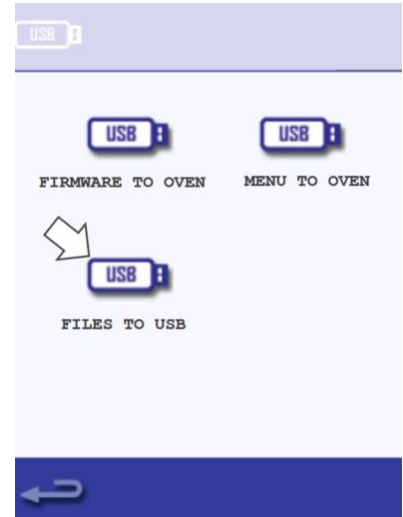 USB
USB USB
FIRMWARE TO OVEN MENU TO OVEN
USB
FILES TO USB